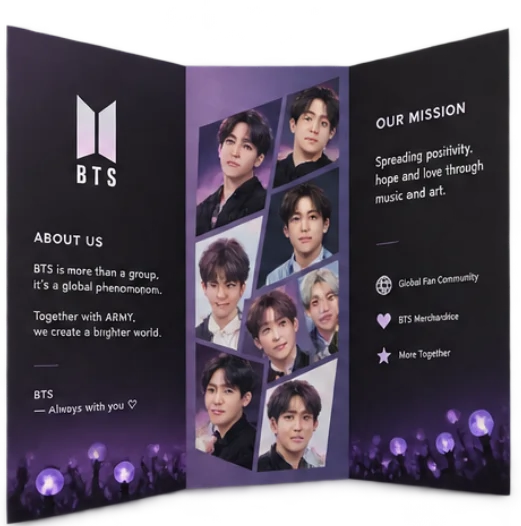 BTS
ABOUT US
BTS is more than a group,
it's a global phenomonom.
Together with ARMY,
we create a brighter world.
BTS
— Always with you ♡
OUR MISSION
Spreading positivity.
hope and love through
music and art.
Global Fan Community
BTS Merchardrice
More Together